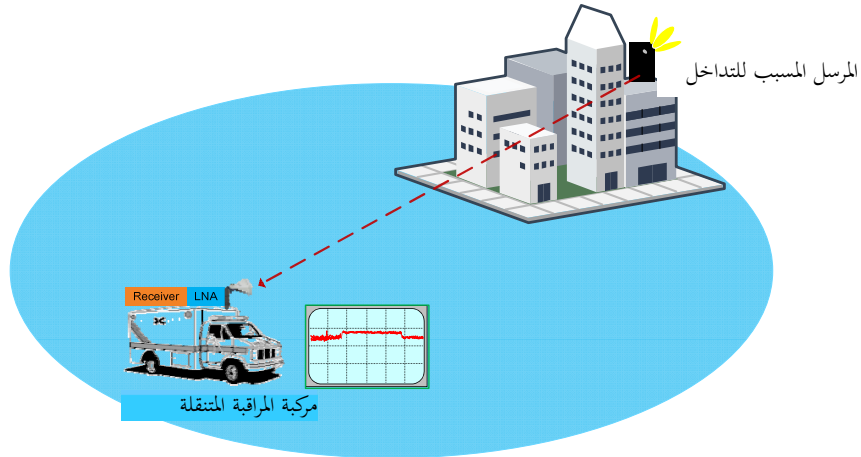 المرسل المسبب للتداخل
Receiver LNA
مركبة المراقبة المتنقلة